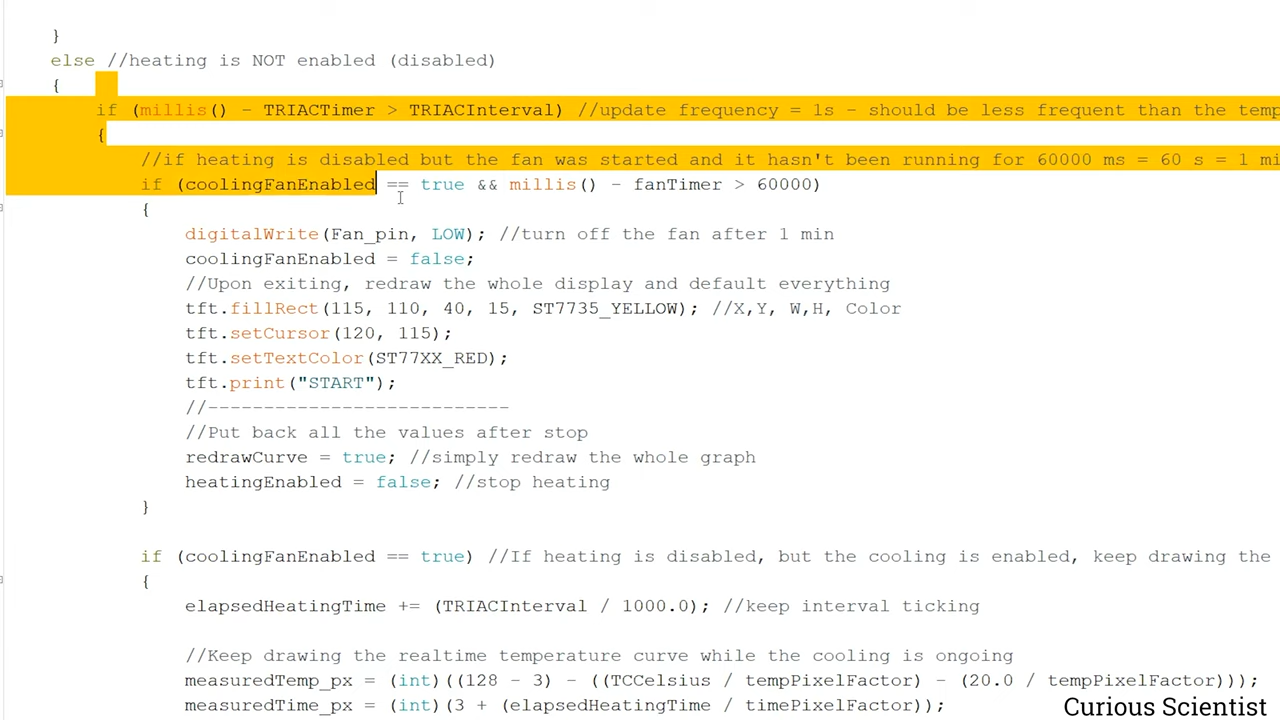 }
else //heating is NOT enabled (disabled)
{
if (millis() - TRIACTimer > TRIACInterval) //update frequency = 1s - should be less frequent than the temp
{
//if heating is disabled but the fan was started and it hasn't been running for 60000 ms = 60 s = 1 mi
if (coolingFanEnabled == true && millis() - fanTimer > 60000)
{
digitalWrite(Fan_pin, LOW); //turn off the fan after 1 min
coolingFanEnabled = false;
//Upon exiting, redraw the whole display and default everything
tft.fillRect(115, 110, 40, 15, ST7735_YELLOW); //X,Y, W,H, Color
tft.setCursor(120, 115);
tft.setTextColor(ST77XX_RED);
tft.print("START");
//---------------------------
//Put back all the values after stop
redrawCurve = true; //simply redraw the whole graph
heatingEnabled = false; //stop heating
}
if (coolingFanEnabled == true) //If heating is disabled, but the cooling is enabled, keep drawing the
{
elapsedHeatingTime += (TRIACInterval / 1000.0); //keep interval ticking
//Keep drawing the realtime temperature curve while the cooling is ongoing
measuredTemp_px = (int)((128 - 3) - ((TCCelsius / tempPixelFactor) - (20.0 / tempPixelFactor)));
measuredTime_px = (int)(3 + (elapsedHeatingTime / timePixelFactor));
Curious Scientist